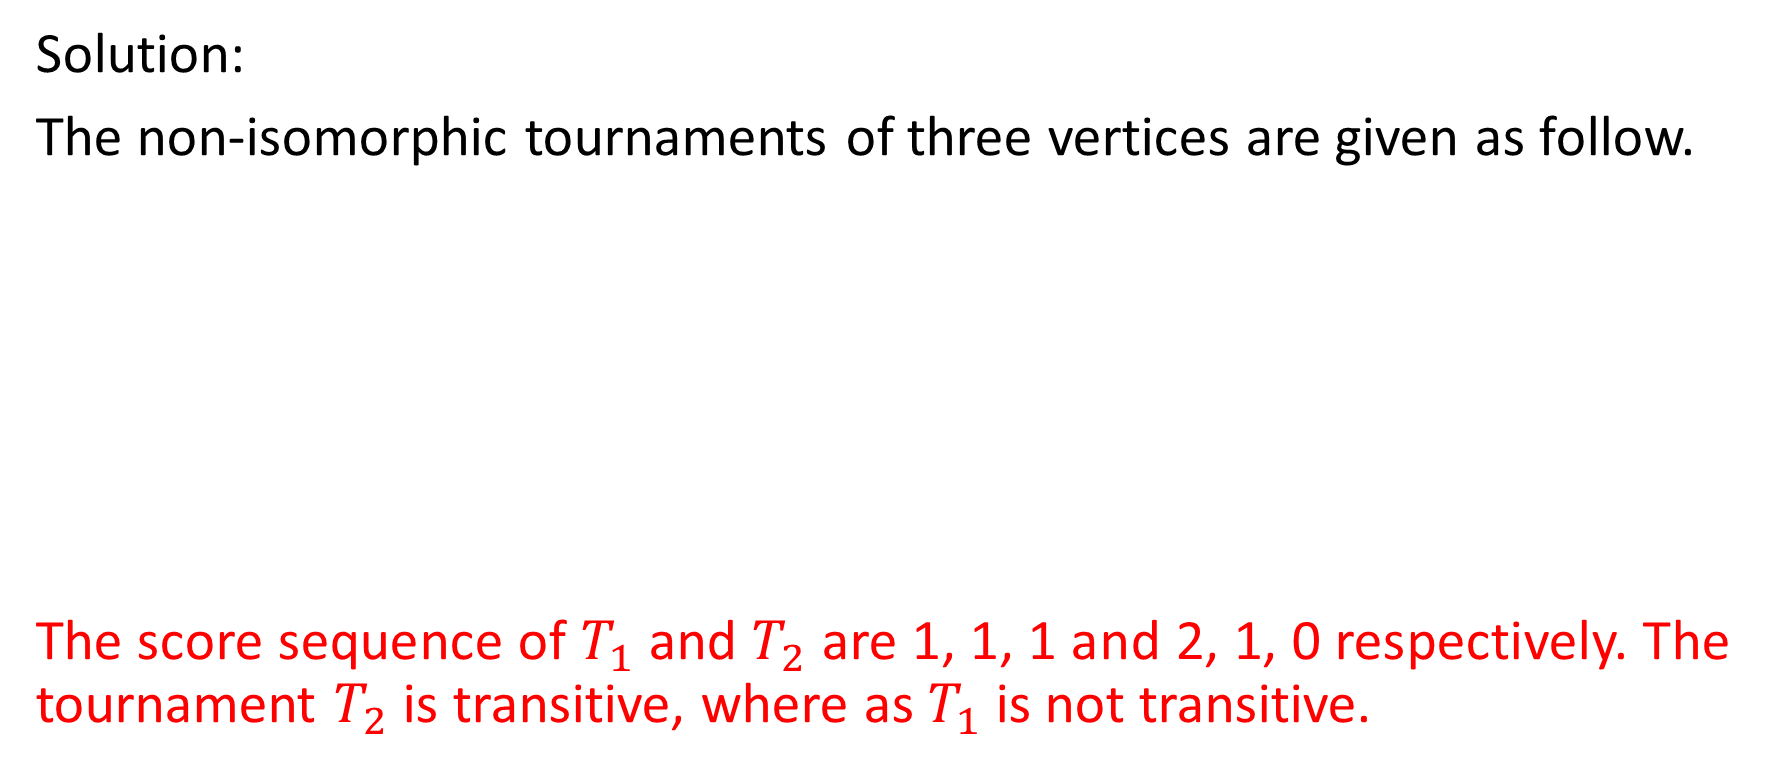 Solution:
The non-isomorphic tournaments of three vertices are given as follow.
The score sequence of 𝑇₁ and 𝑇₂ are 1, 1, 1 and 2, 1, 0 respectively. The
tournament 𝑇₂ is transitive, where as 𝑇₁ is not transitive.